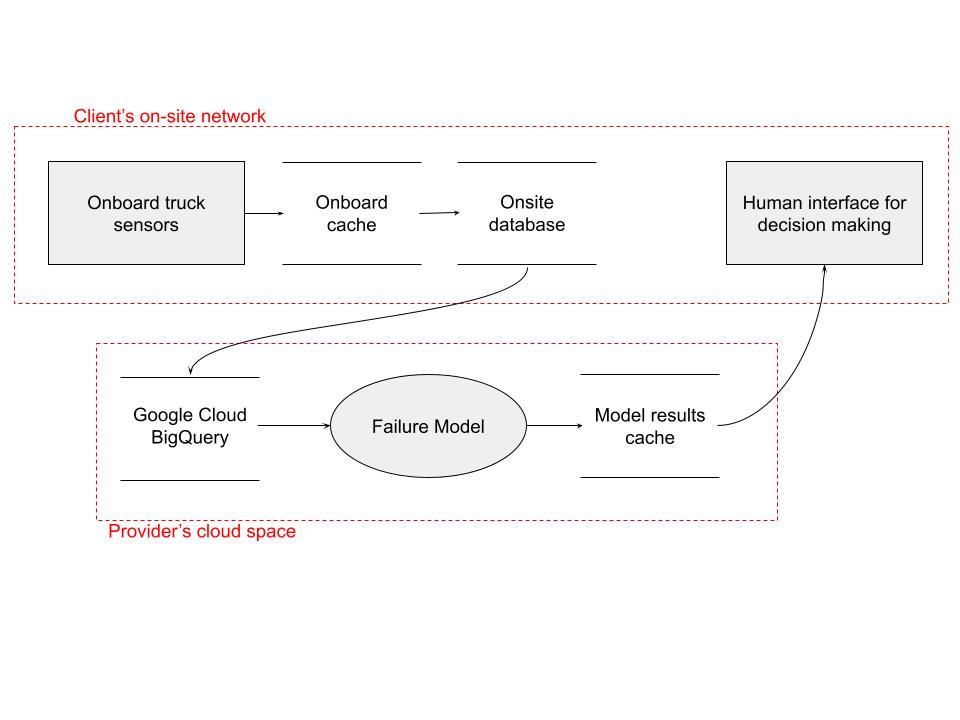 Client’s on-site network
Onboard truck
sensors
Onboard
cache
Onsite
database
Human interface for
decision making
Google Cloud
BigQuery
Failure Model
Model results
cache
Provider’s cloud space